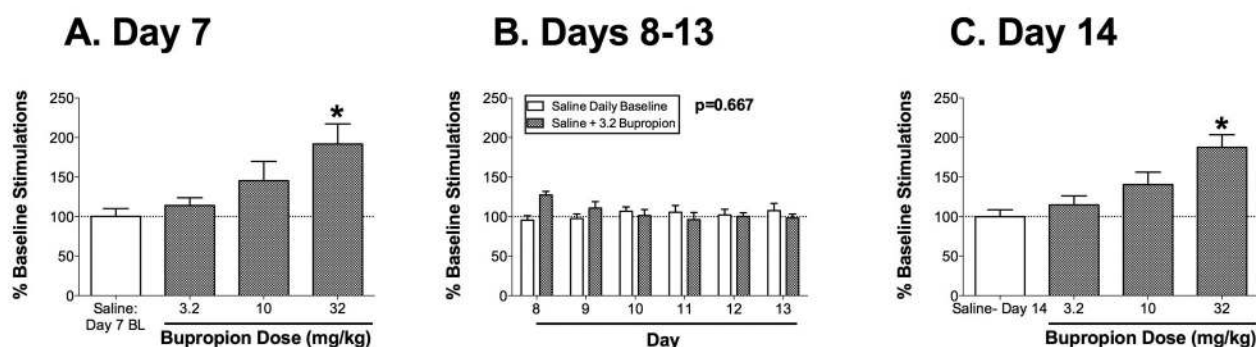 A. Day 7
% Baseline Stimulations
250
200
150
100
50
0
*
Saline:
Day 7 BL
3.2
10
32
Bupropion Dose (mg/kg)
B. Days 8-13
% Baseline Stimulations
250
200
150
100
50
0
Saline Daily Baseline
Saline + 3.2 Bupropion
p=0.667
8
9
10
11
12
13
Day
C. Day 14
% Baseline Stimulations
250
200
150
100
50
0
*
Saline- Day 14
3.2
10
32
Bupropion Dose (mg/kg)